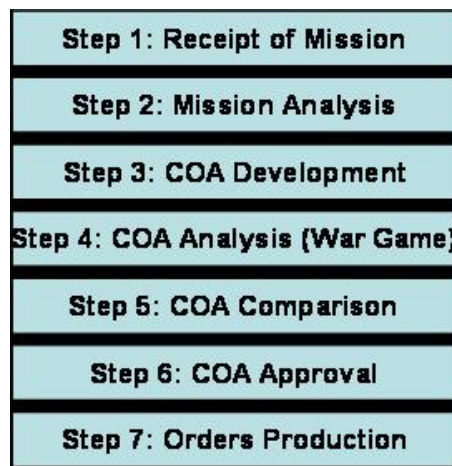 Step 1: Receipt of Mission
Step 2: Mission Analysis
Step 3: COA Development
Step 4: COA Analysis (War Game)
Step 5: COA Comparison
Step 6: COA Approval
Step 7: Orders Production